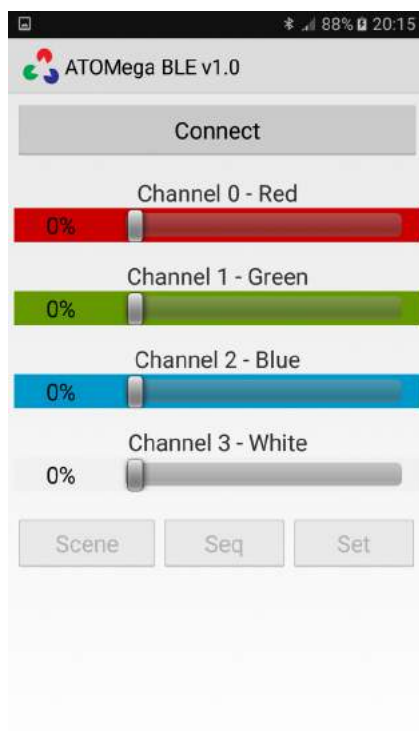 88% 20:15
ATOMega BLE v1.0
Connect
Channel 0 - Red
0%
Channel 1 - Green
0%
Channel 2 - Blue
0%
Channel 3 - White
0%
Scene Seq Set